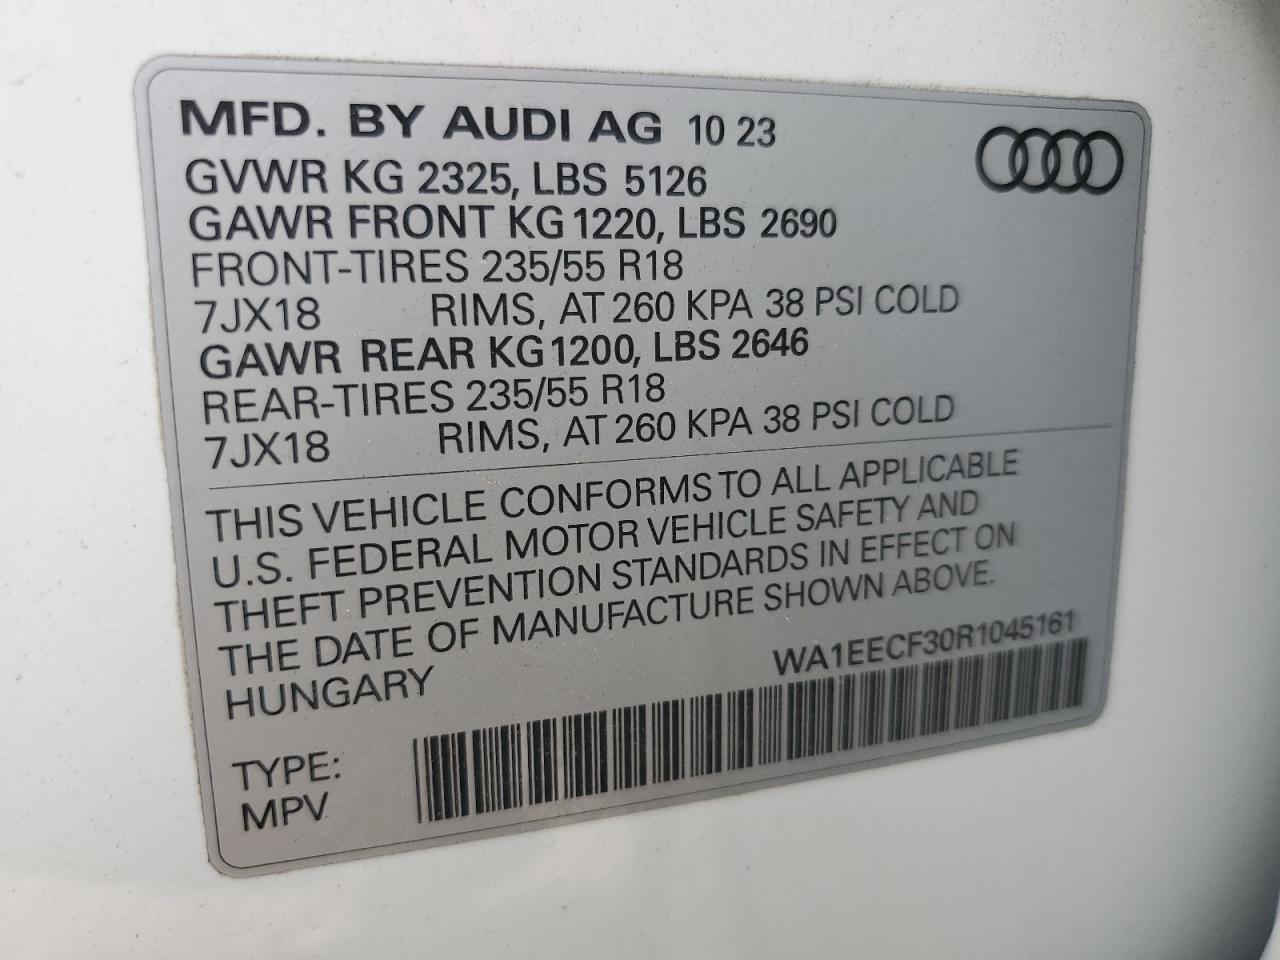 MFD. BY AUDI AG 10 23
GVWR KG 2325, LBS 5126
GAWR FRONT KG 1220, LBS 2690
FRONT-TIRES 235/55 R18
7JX18 RIMS, AT 260 KPA 38 PSI COLD
GAWR REAR KG 1200, LBS 2646
REAR-TIRES 235/55 R18
7JX18 RIMS, AT 260 KPA 38 PSI COLD
THIS VEHICLE CONFORMS TO ALL APPLICABLE
U.S. FEDERAL MOTOR VEHICLE SAFETY AND
THEFT PREVENTION STANDARDS IN EFFECT ON
THE DATE OF MANUFACTURE SHOWN ABOVE.
HUNGARY WA1EECF30R1045161
TYPE:
MPV